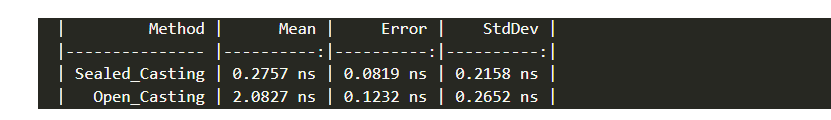 |        Method |      Mean |     Error |    StdDev |
|-------------- |----------:|----------:|----------:|
| Sealed_Casting | 0.2757 ns | 0.0819 ns | 0.2158 ns |
|   Open_Casting | 2.0827 ns | 0.1232 ns | 0.2652 ns |